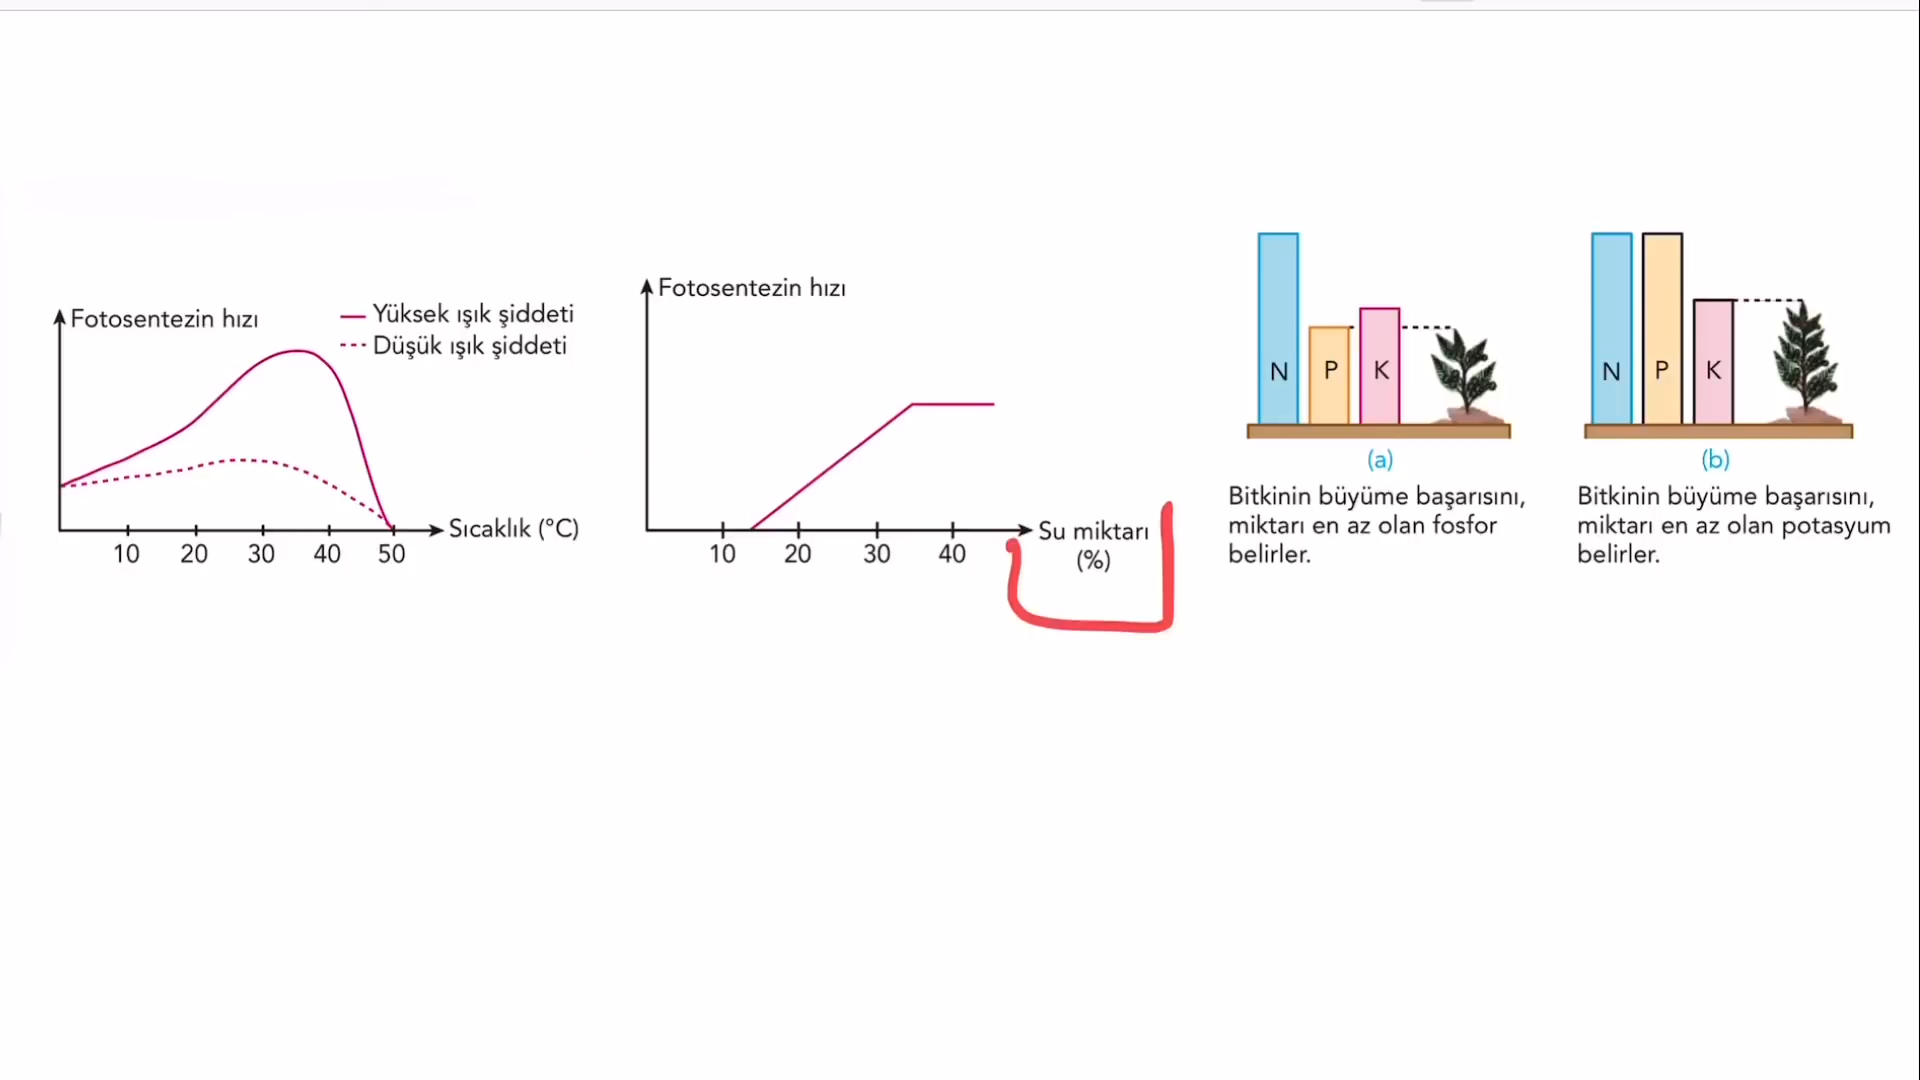 Fotosentezin hızı
Yüksek ışık şiddeti
Düşük ışık şiddeti
10 20 30 40 50
Sıcaklık (°C)
Fotosentezin hızı
10 20 30 40
Su miktarı
(%)
N P K
(a)
Bitkinin büyüme başarısını,
miktarı en az olan fosfor
belirler.
N P K
(b)
Bitkinin büyüme başarısını,
miktarı en az olan potasyum
belirler.